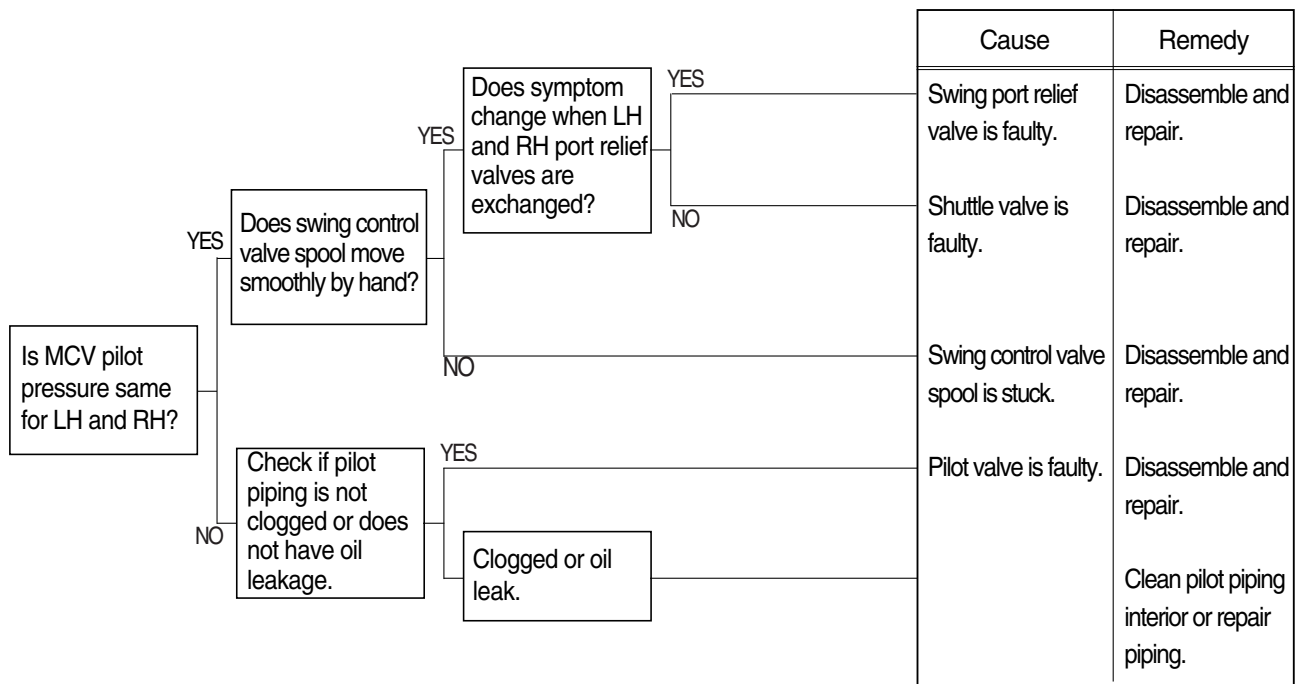 Is MCV pilot
pressure same
for LH and RH?
YES
Does swing control
valve spool move
smoothly by hand?
YES
Does symptom
change when LH
and RH port relief
valves are
exchanged?
YES
NO
NO
NO
Check if pilot
piping is not
clogged or does
not have oil
leakage.
YES
Clogged or oil
leak.
Cause
Remedy
Swing port relief
valve is faulty.
Disassemble and
repair.
Shuttle valve is
faulty.
Disassemble and
repair.
Swing control valve
spool is stuck.
Disassemble and
repair.
Pilot valve is faulty.
Disassemble and
repair.
Clean pilot piping
interior or repair
piping.